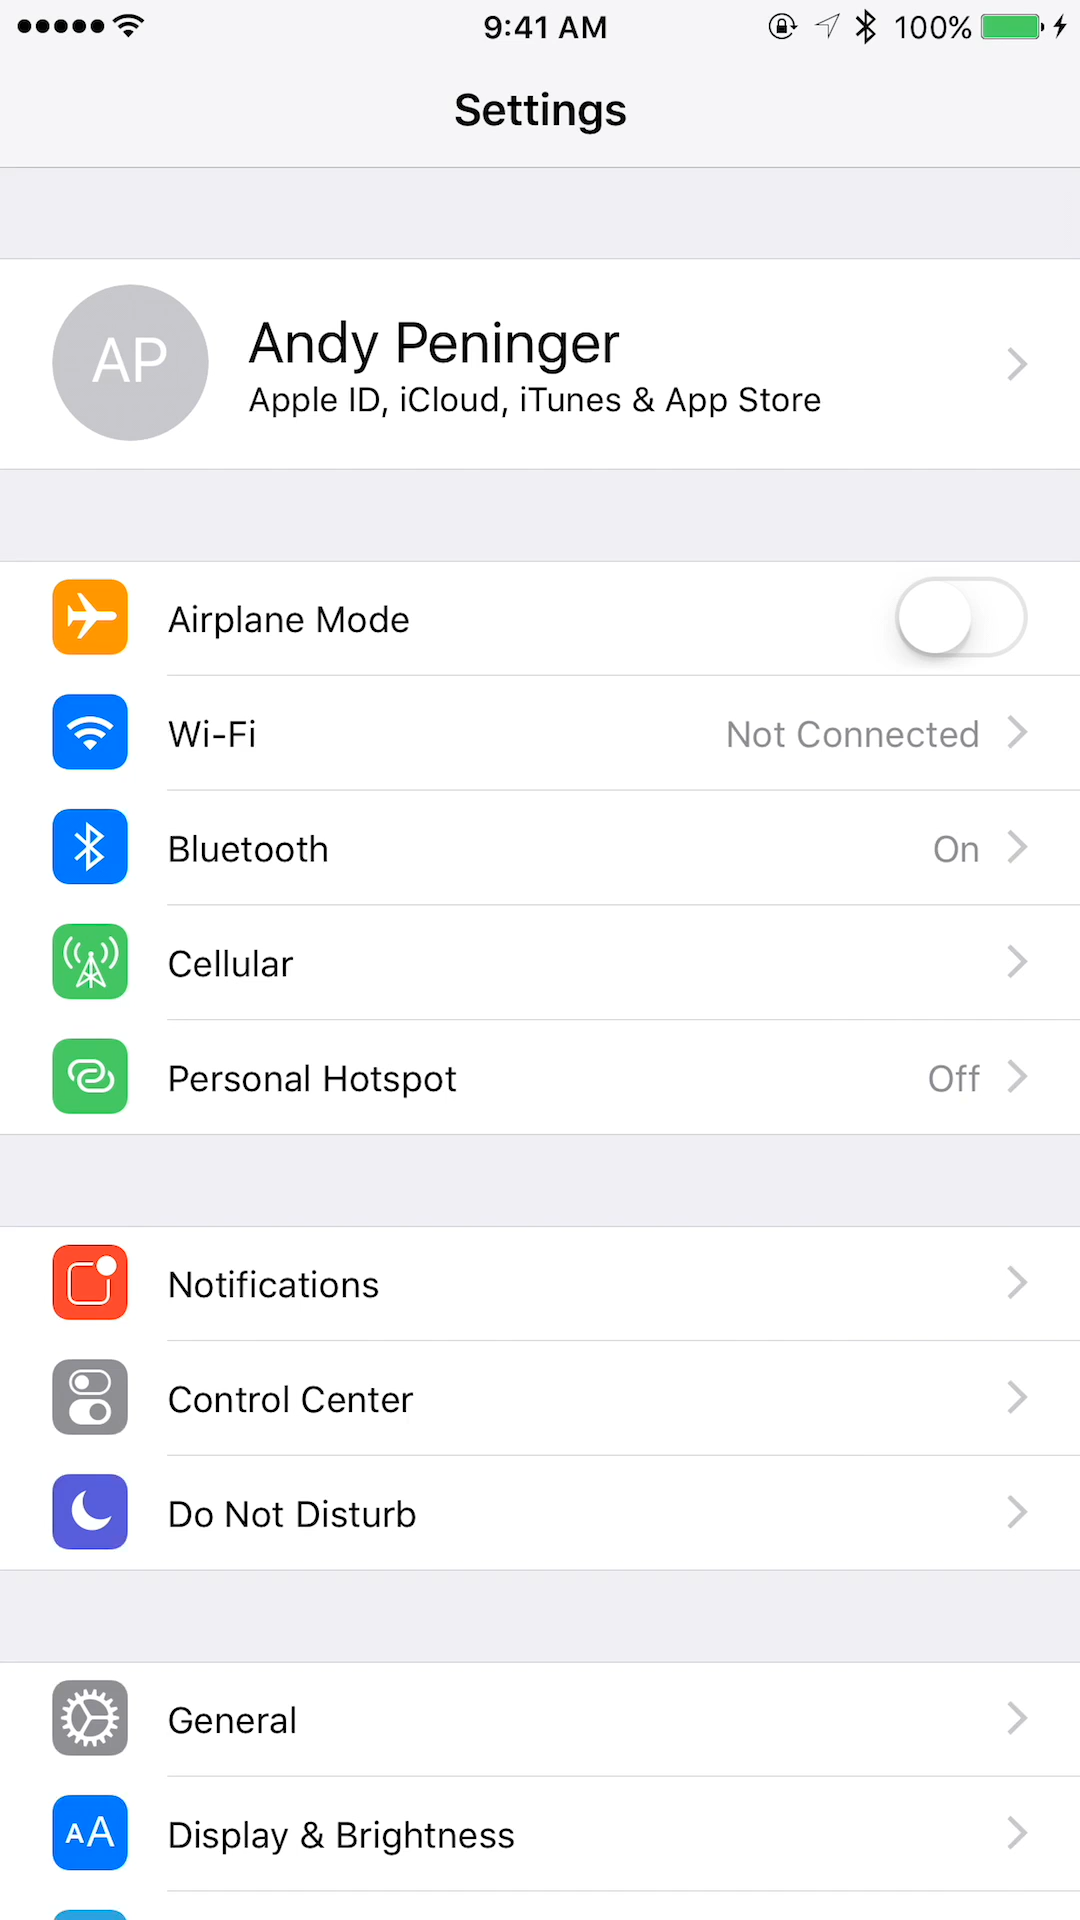 9:41 AM 100%
Settings
AP
Andy Peninger
Apple ID, iCloud, iTunes & App Store
Airplane Mode
Wi-Fi Not Connected
Bluetooth On
Cellular
Personal Hotspot Off
Notifications
Control Center
Do Not Disturb
General
AA Display & Brightness